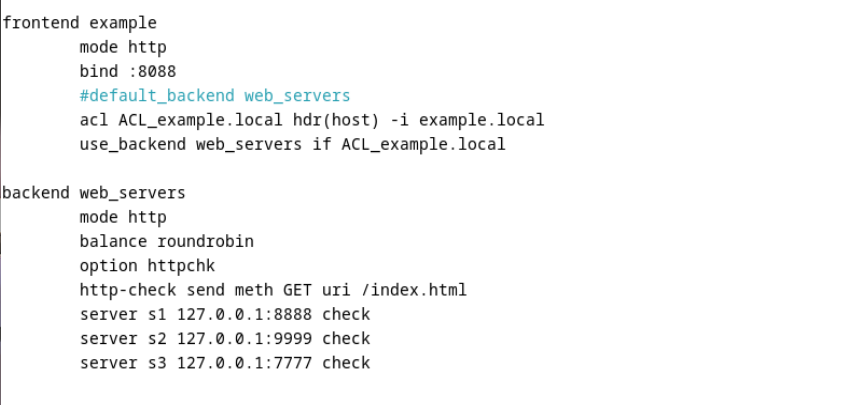 frontend example
mode http
bind :8088
#default_backend web_servers
acl ACL_example.local hdr(host) -i example.local
use_backend web_servers if ACL_example.local
backend web_servers
mode http
balance roundrobin
option httpchk
http-check send meth GET uri /index.html
server s1 127.0.0.1:8888 check
server s2 127.0.0.1:9999 check
server s3 127.0.0.1:7777 check